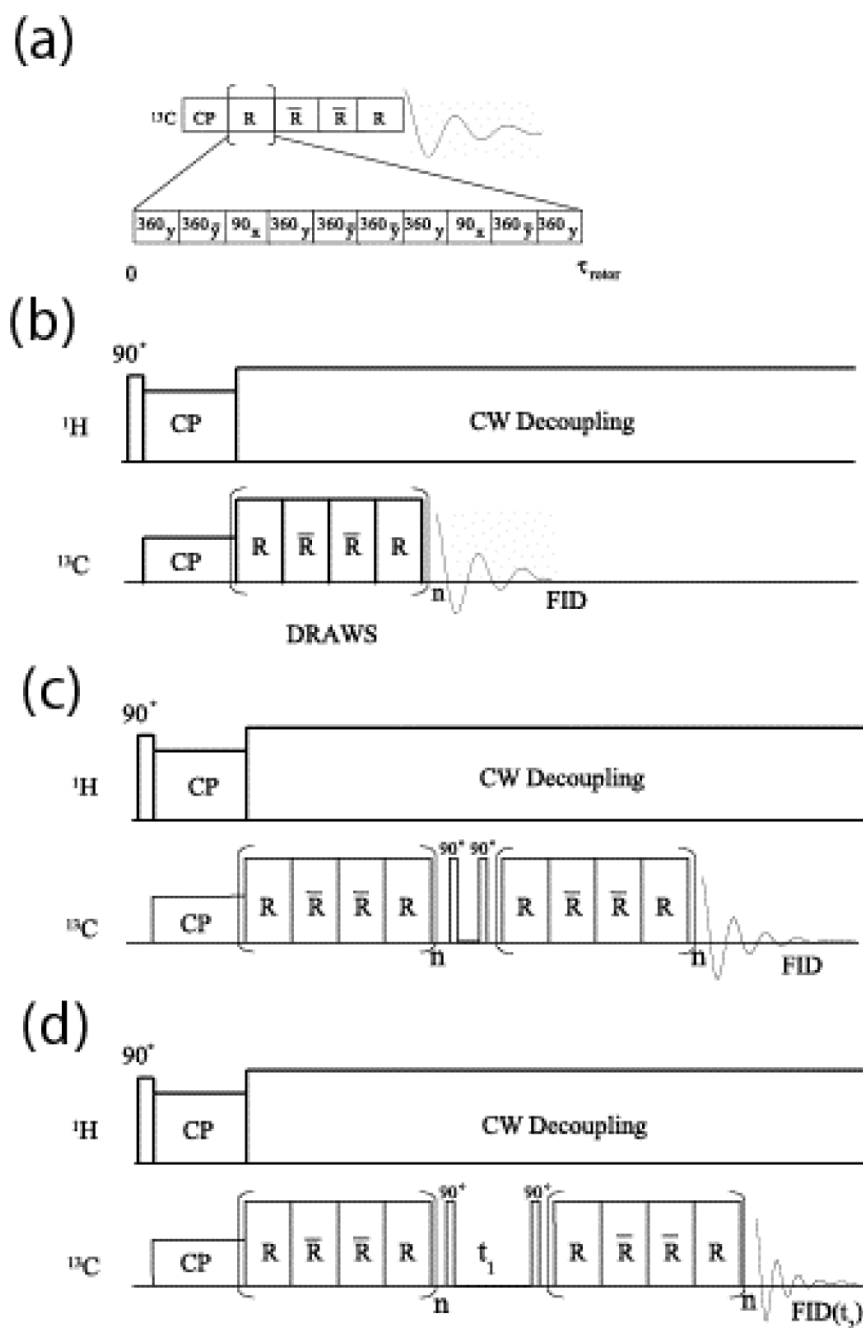 (a)
¹³C CP R R̅ R̅ R
360y 360ȳ 90x 360y 360ȳ 360ȳ 360y 90x 360ȳ 360y
0 τrotor
(b)
90°
¹H CP CW Decoupling
¹³C CP R R̅ R̅ R n FID
DRAWS
(c)
90°
¹H CP CW Decoupling
90° 90°
¹³C CP R R̅ R̅ R n R R̅ R̅ R n FID
(d)
90°
¹H CP CW Decoupling
90° 90°
¹³C CP R R̅ R̅ R n t₁ R R̅ R̅ R n FID(t₂)